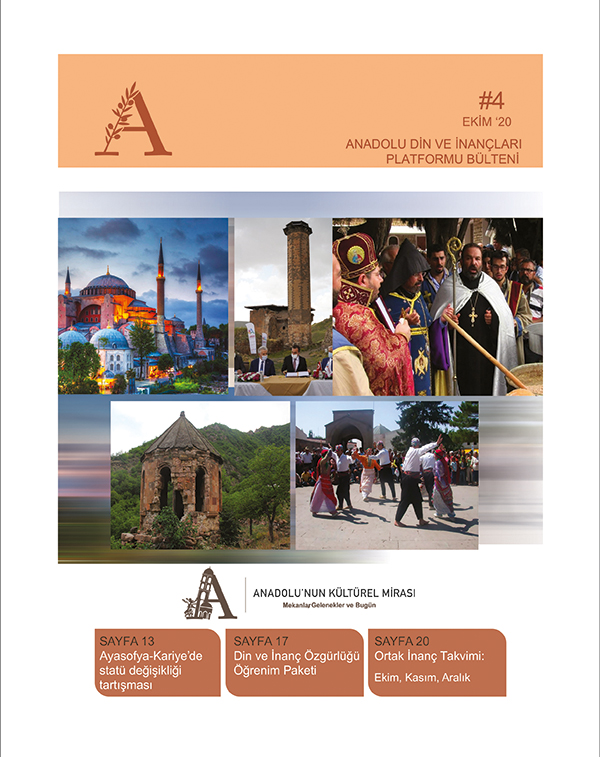 #4
EKİM ‘20
ANADOLU DİN VE İNANÇLARI
PLATFORMU BÜLTENİ
ANADOLU’NUN KÜLTÜREL MİRASI
Mekanlar Gelenekler ve Bugün
SAYFA 13
Ayasofya-Kariye’de
statü değişikliği
tartışması
SAYFA 17
Din ve İnanç Özgürlüğü
Öğrenim Paketi
SAYFA 20
Ortak İnanç Takvimi:
Ekim, Kasım, Aralık